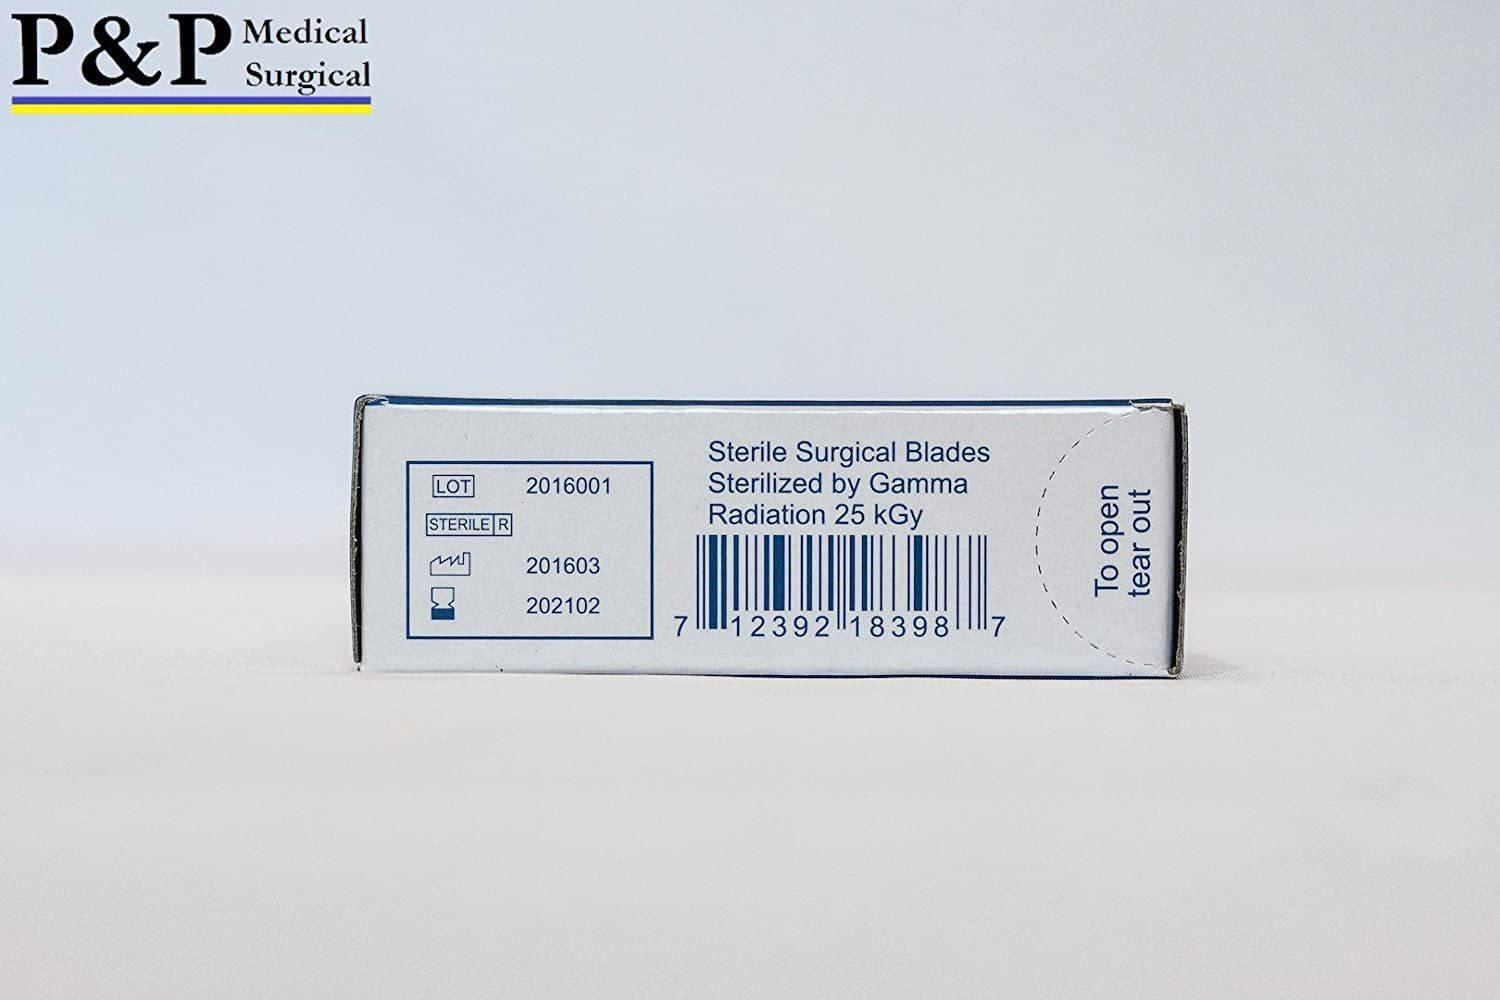 P&P Medical
Surgical
LOT 2016001
STERILE R
201603
202102
Sterile Surgical Blades
Sterilized by Gamma
Radiation 25 kGy
7 12392 18398 7
To open
tear out